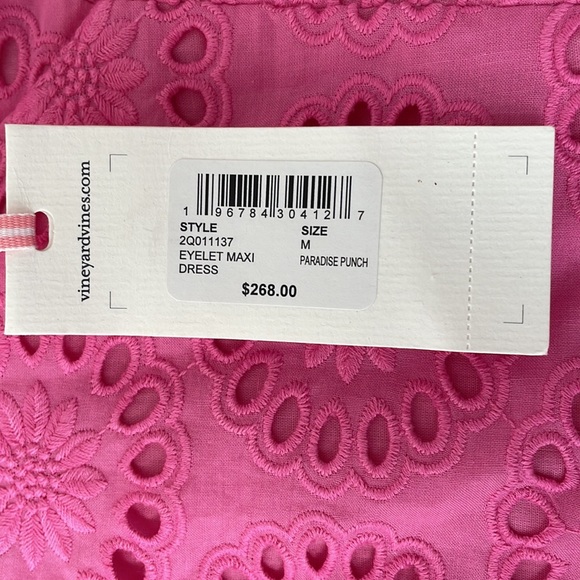 vineyardvines.com
1 96784 30412 7
STYLE SIZE
2Q011137 M
EYELET MAXI PARADISE PUNCH
DRESS
$268.00